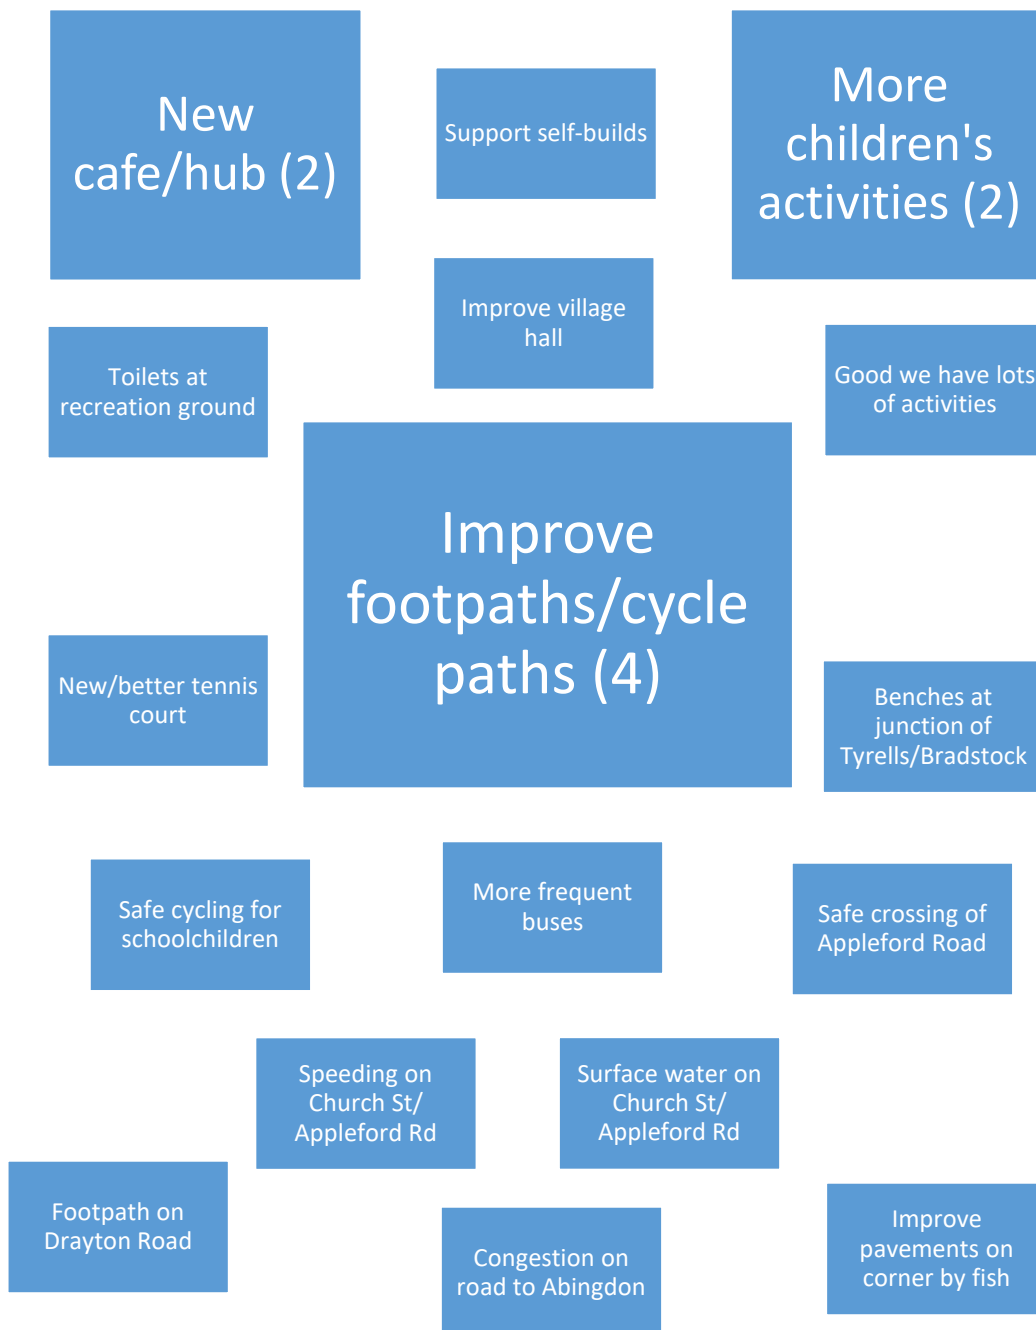 New
cafe/hub (2)
Support self-builds
More
children's
activities (2)
Improve village
hall
Toilets at
recreation ground
Good we have lots
of activities
Improve
footpaths/cycle
paths (4)
New/better tennis
court
Benches at
junction of
Tyrells/Bradstock
Safe cycling for
schoolchildren
More frequent
buses
Safe crossing of
Appleford Road
Speeding on
Church St/
Appleford Rd
Surface water on
Church St/
Appleford Rd
Footpath on
Drayton Road
Congestion on
road to Abingdon
Improve
pavements on
corner by fish